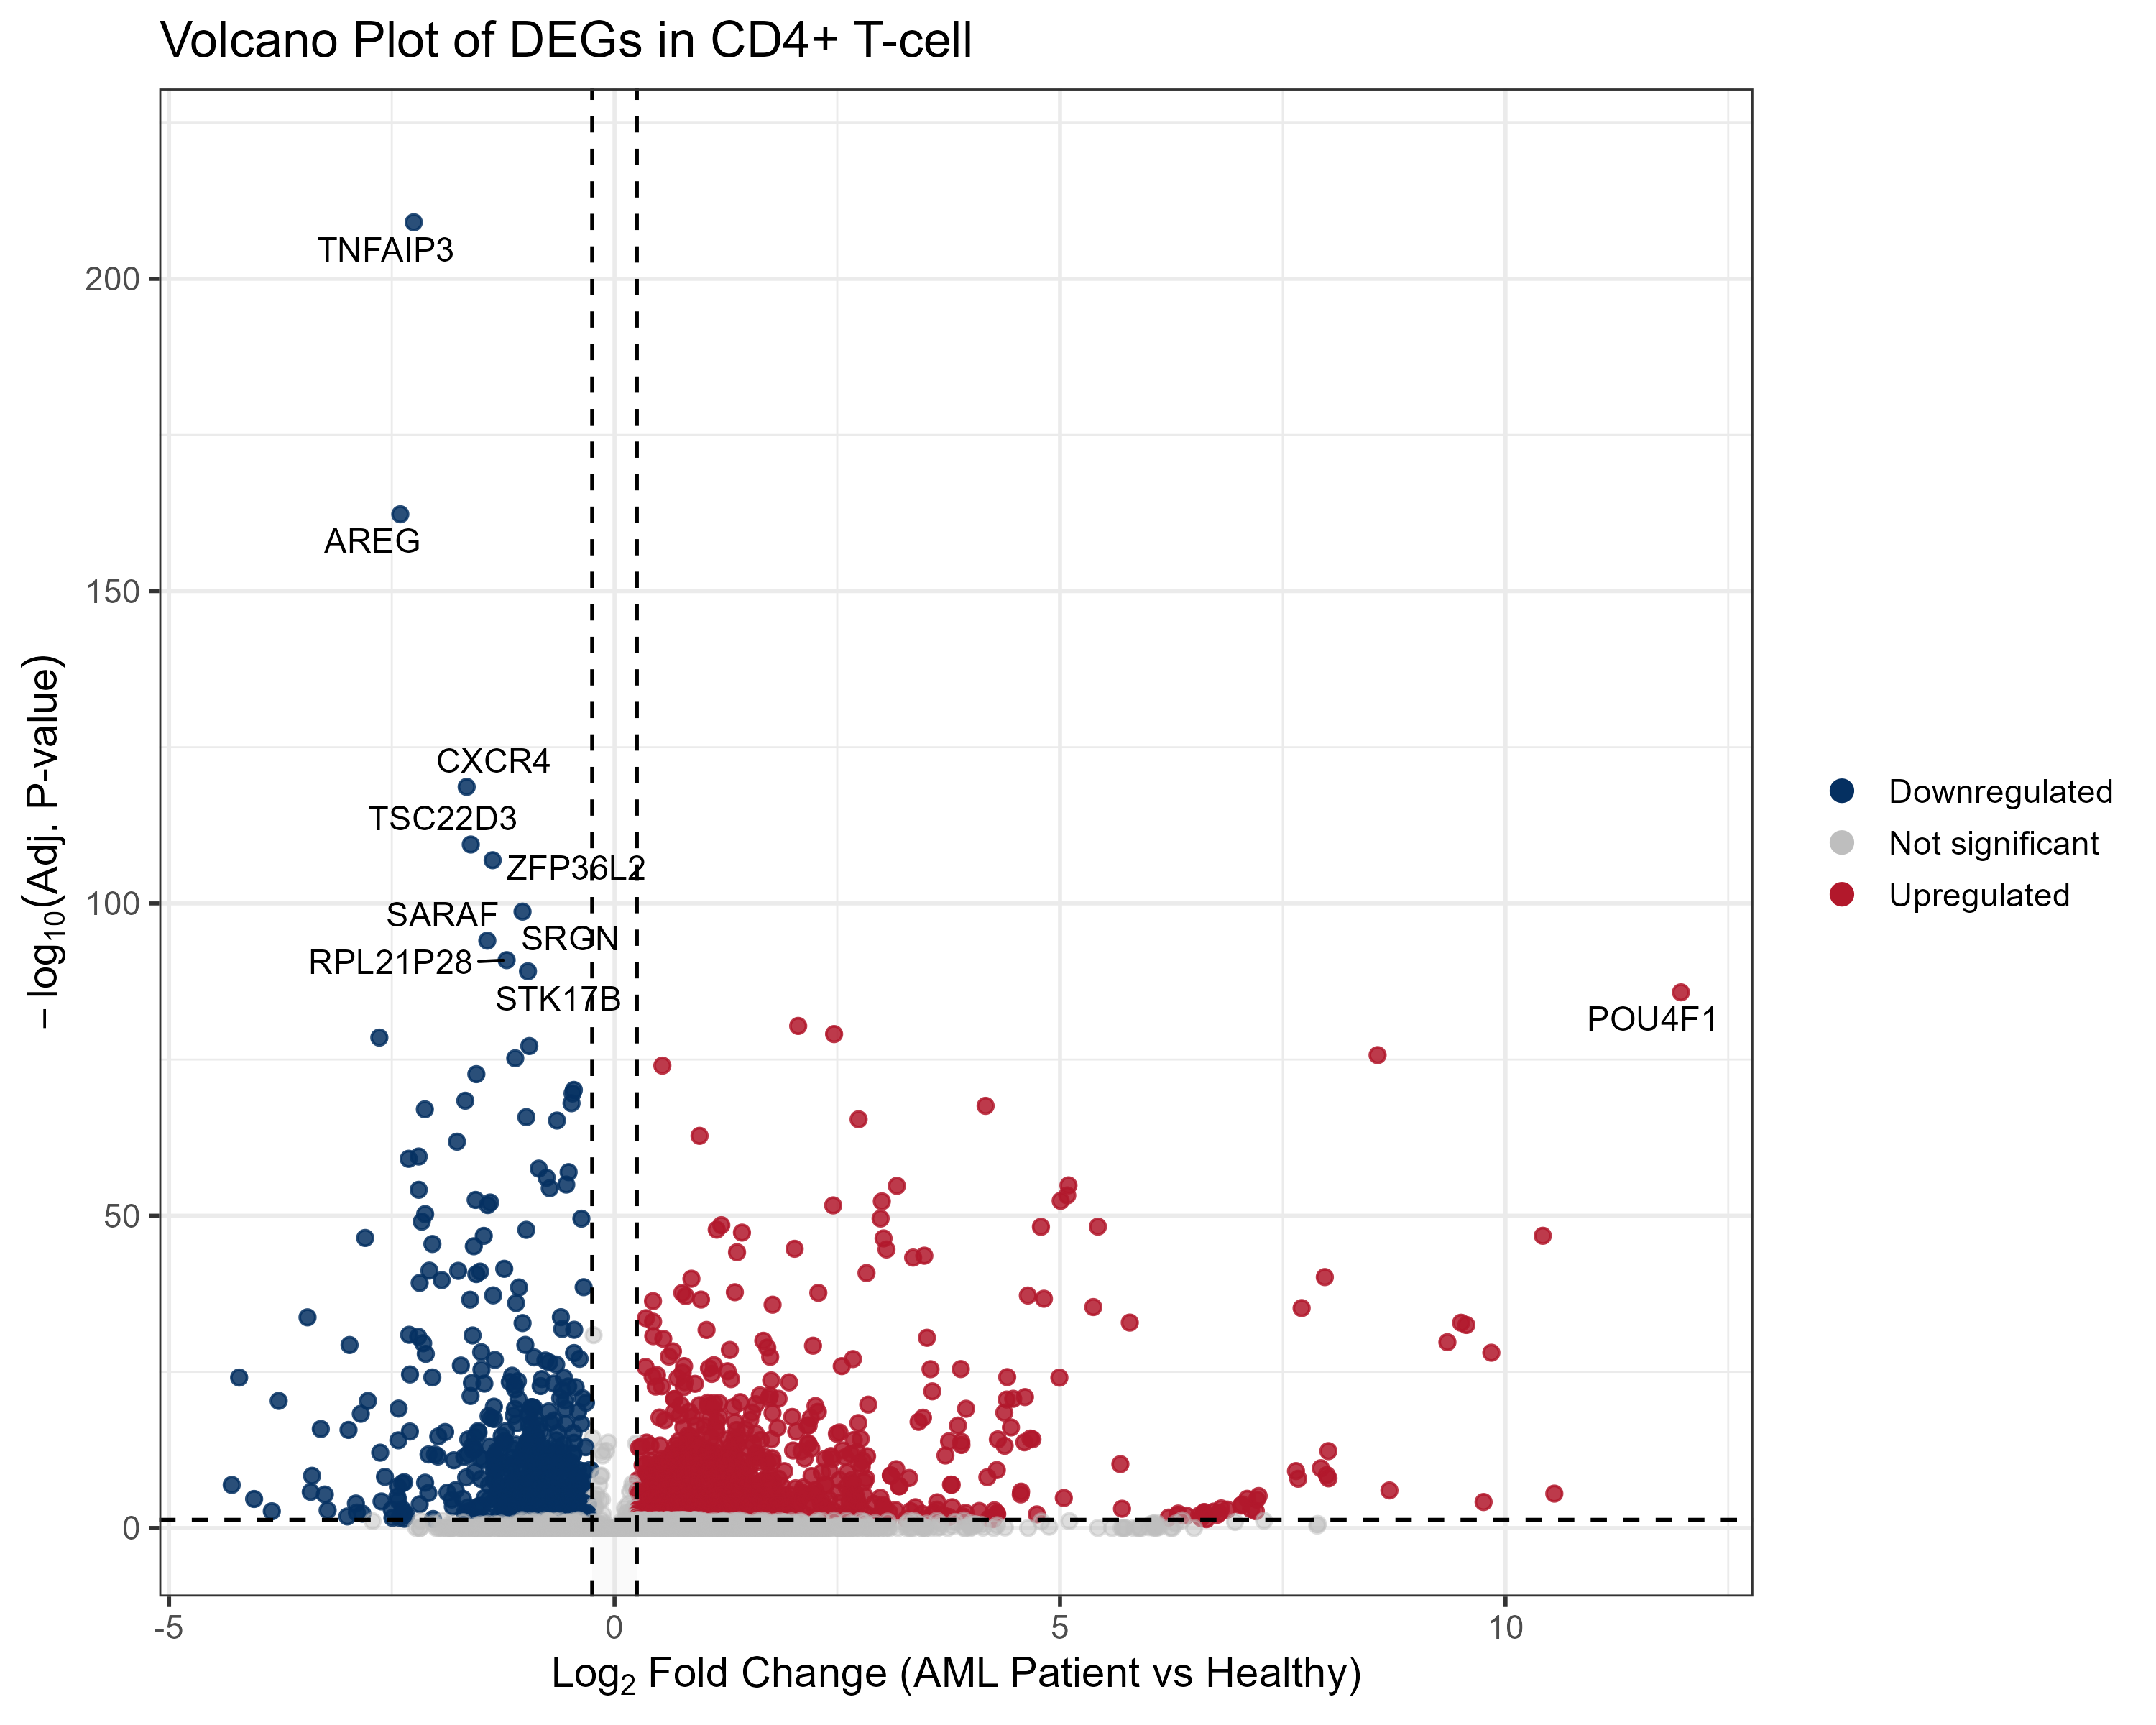 Volcano Plot of DEGs in CD4+ T-cell
− log10(Adj. P-value)
200
150
100
50
0
TNFAIP3
AREG
CXCR4
TSC22D3
ZFP36L2
SARAF
SRGN
RPL21P28
STK17B
POU4F1
Downregulated
Not significant
Upregulated
-5 0 5 10
Log2 Fold Change (AML Patient vs Healthy)